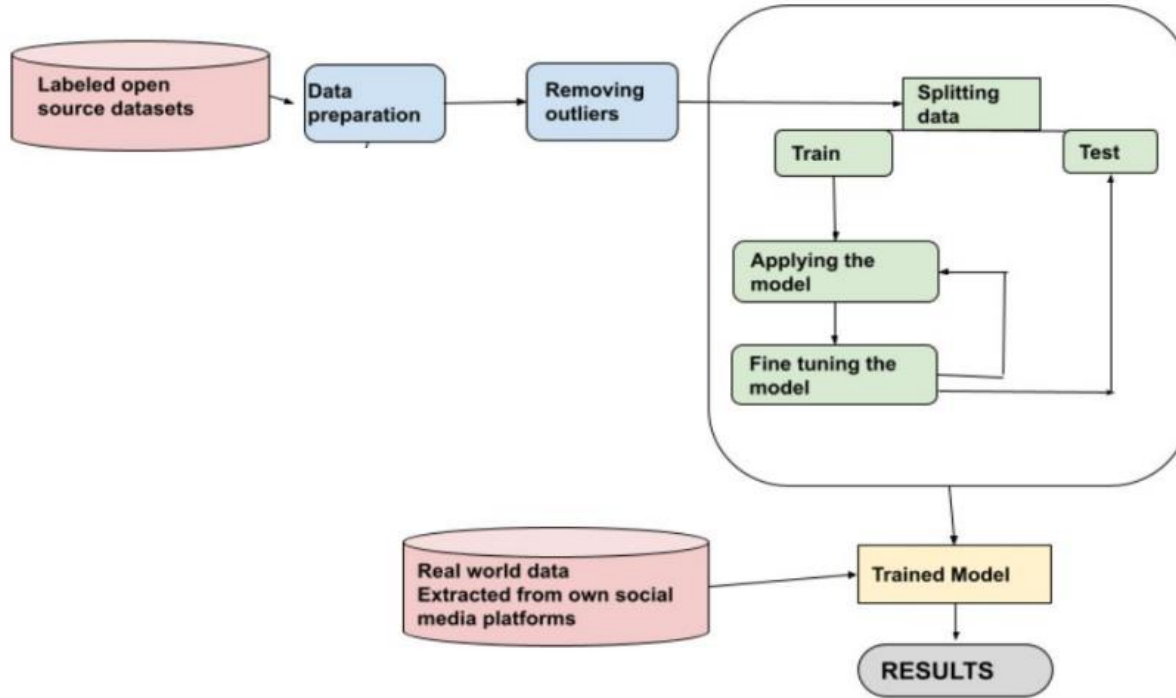 Labeled open
source datasets
Data
preparation
Removing
outliers
Splitting
data
Train
Test
Applying the
model
Fine tuning the
model
Real world data
Extracted from own social
media platforms
Trained Model
RESULTS